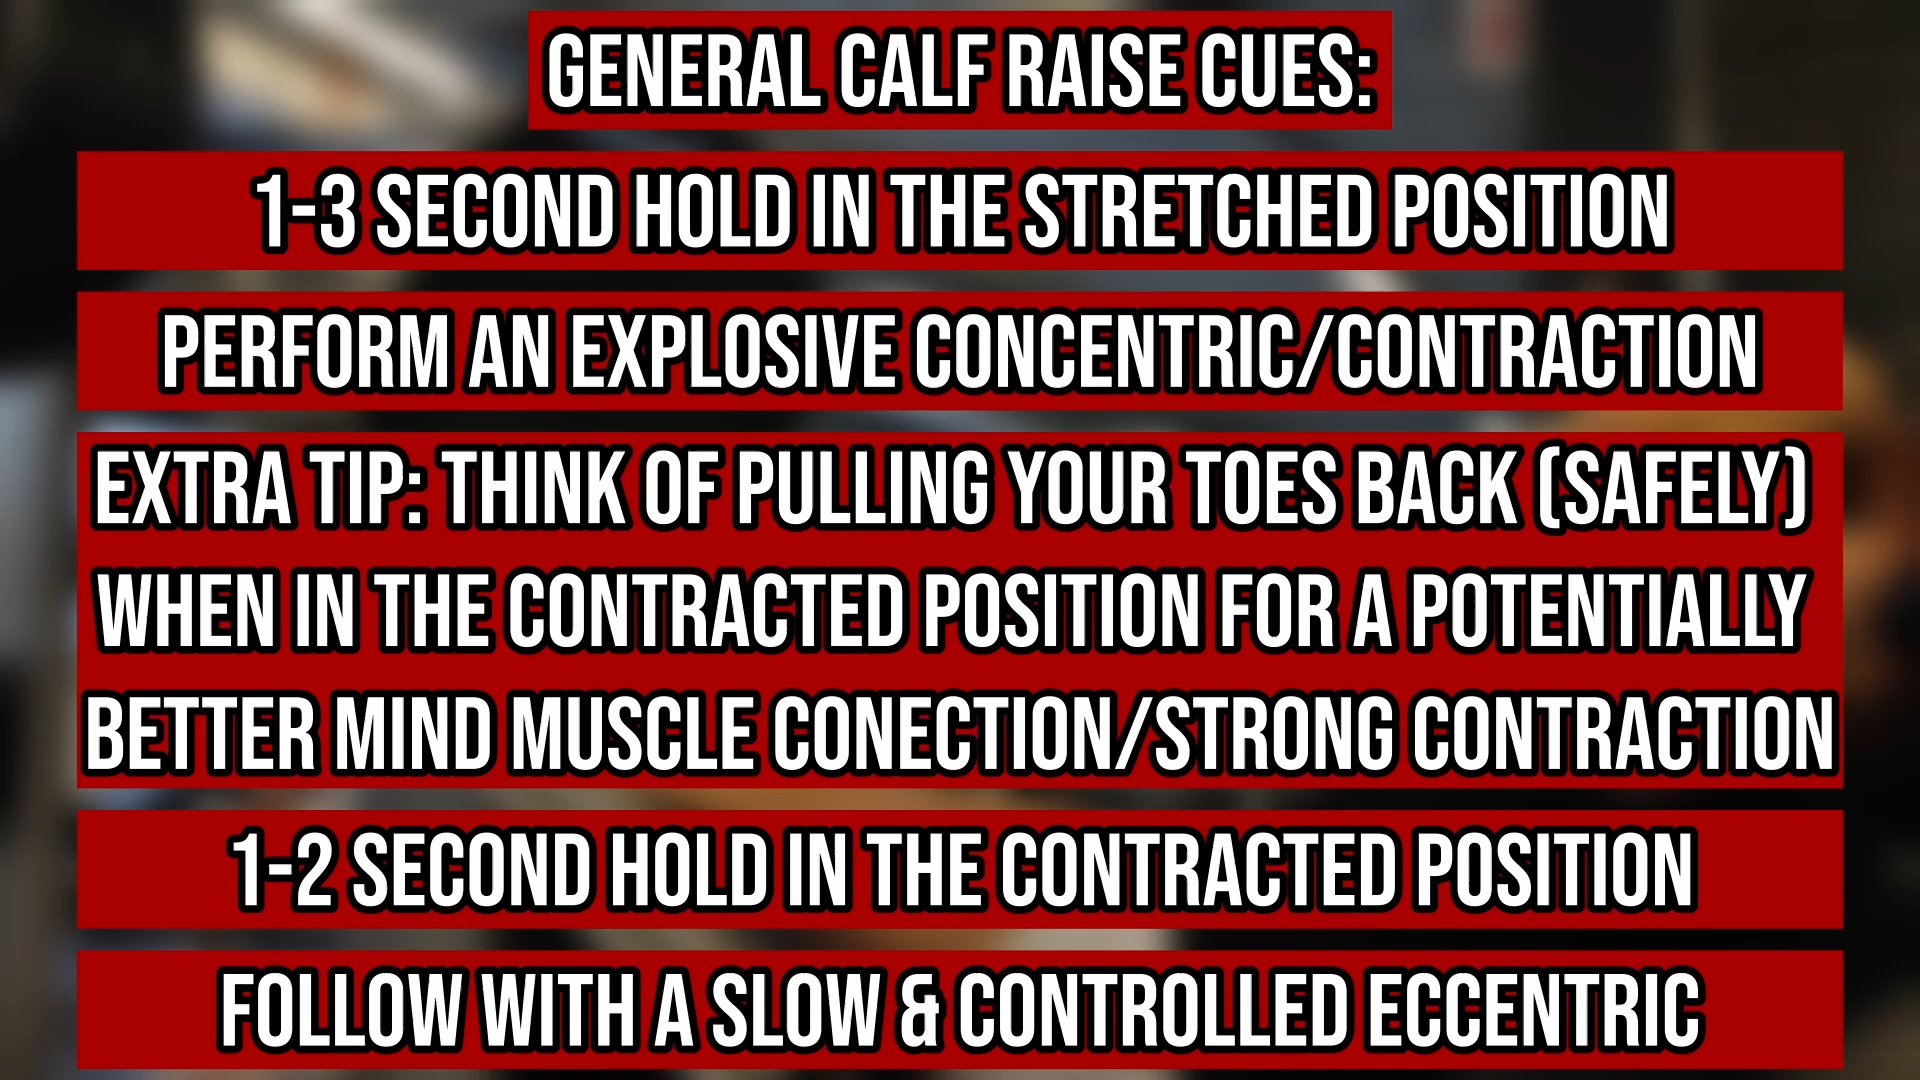 GENERAL CALF RAISE CUES:
1-3 SECOND HOLD IN THE STRETCHED POSITION
PERFORM AN EXPLOSIVE CONCENTRIC/CONTRACTION
EXTRA TIP: THINK OF PULLING YOUR TOES BACK (SAFELY)
WHEN IN THE CONTRACTED POSITION FOR A POTENTIALLY
BETTER MIND MUSCLE CONECTION/STRONG CONTRACTION
1-2 SECOND HOLD IN THE CONTRACTED POSITION
FOLLOW WITH A SLOW & CONTROLLED ECCENTRIC